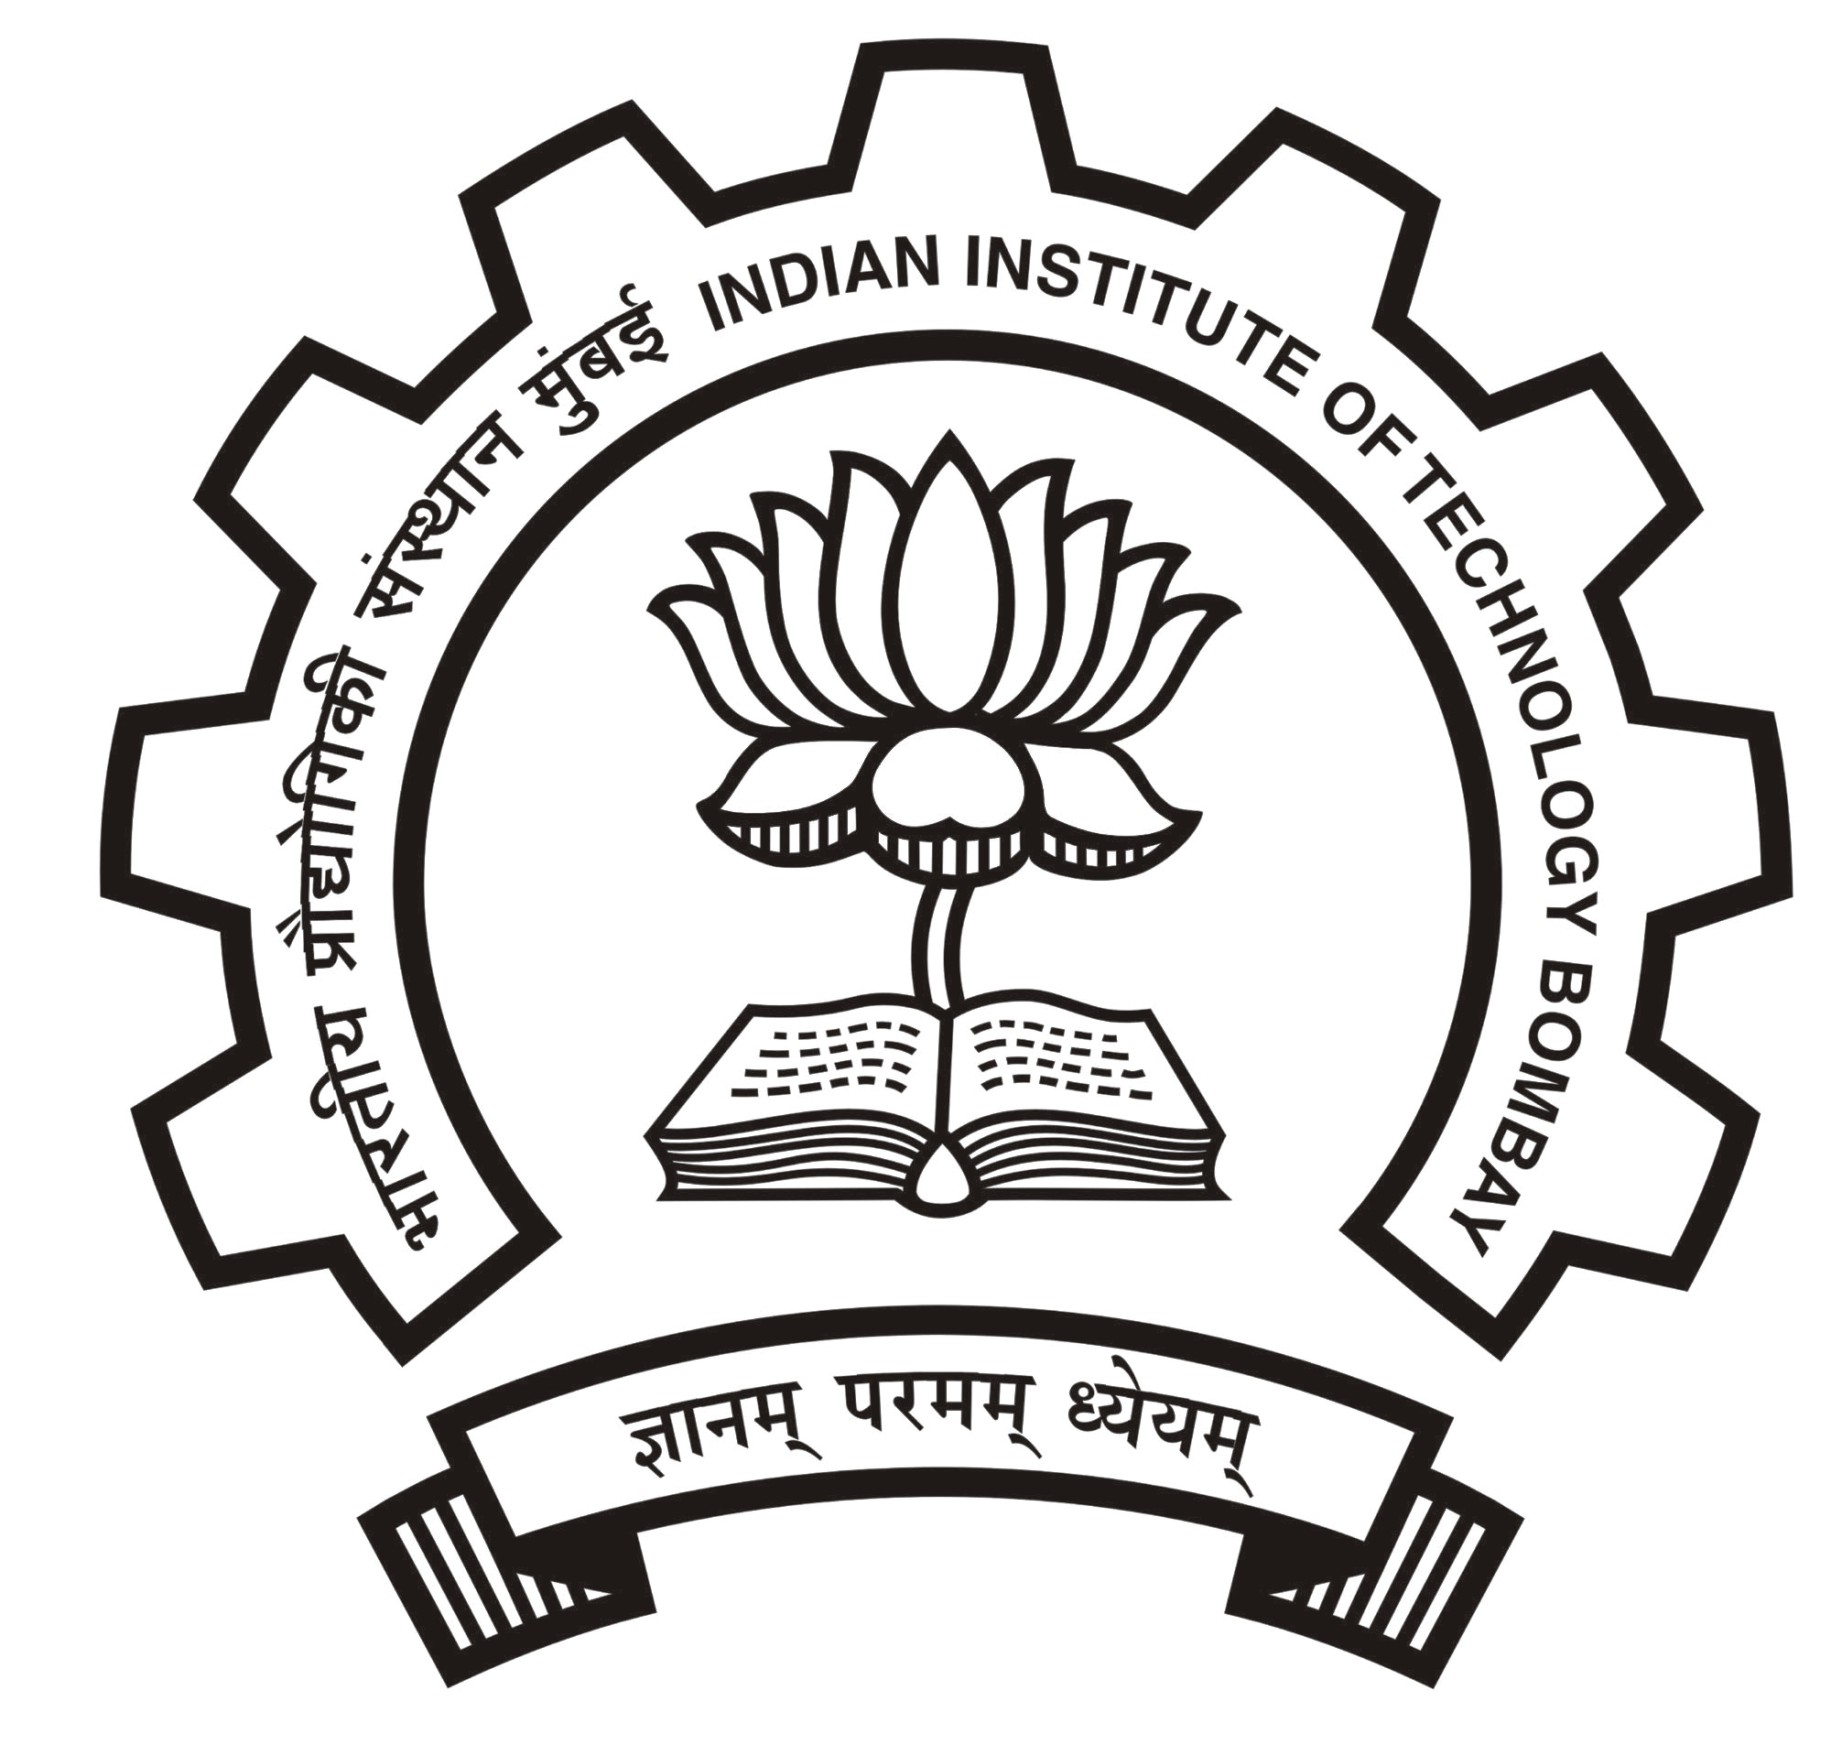 भारतीय प्रौद्योगिकी संस्थान मुंबई
INDIAN INSTITUTE OF TECHNOLOGY BOMBAY
ज्ञानम् परमम् ध्येयम्